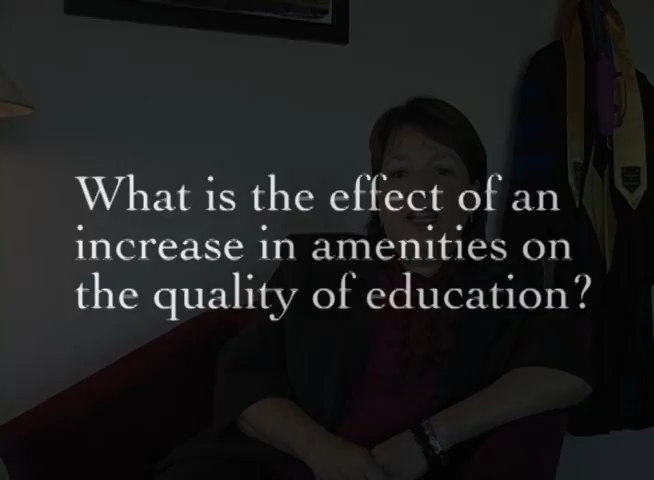 What is the effect of an
increase in amenities on
the quality of education?